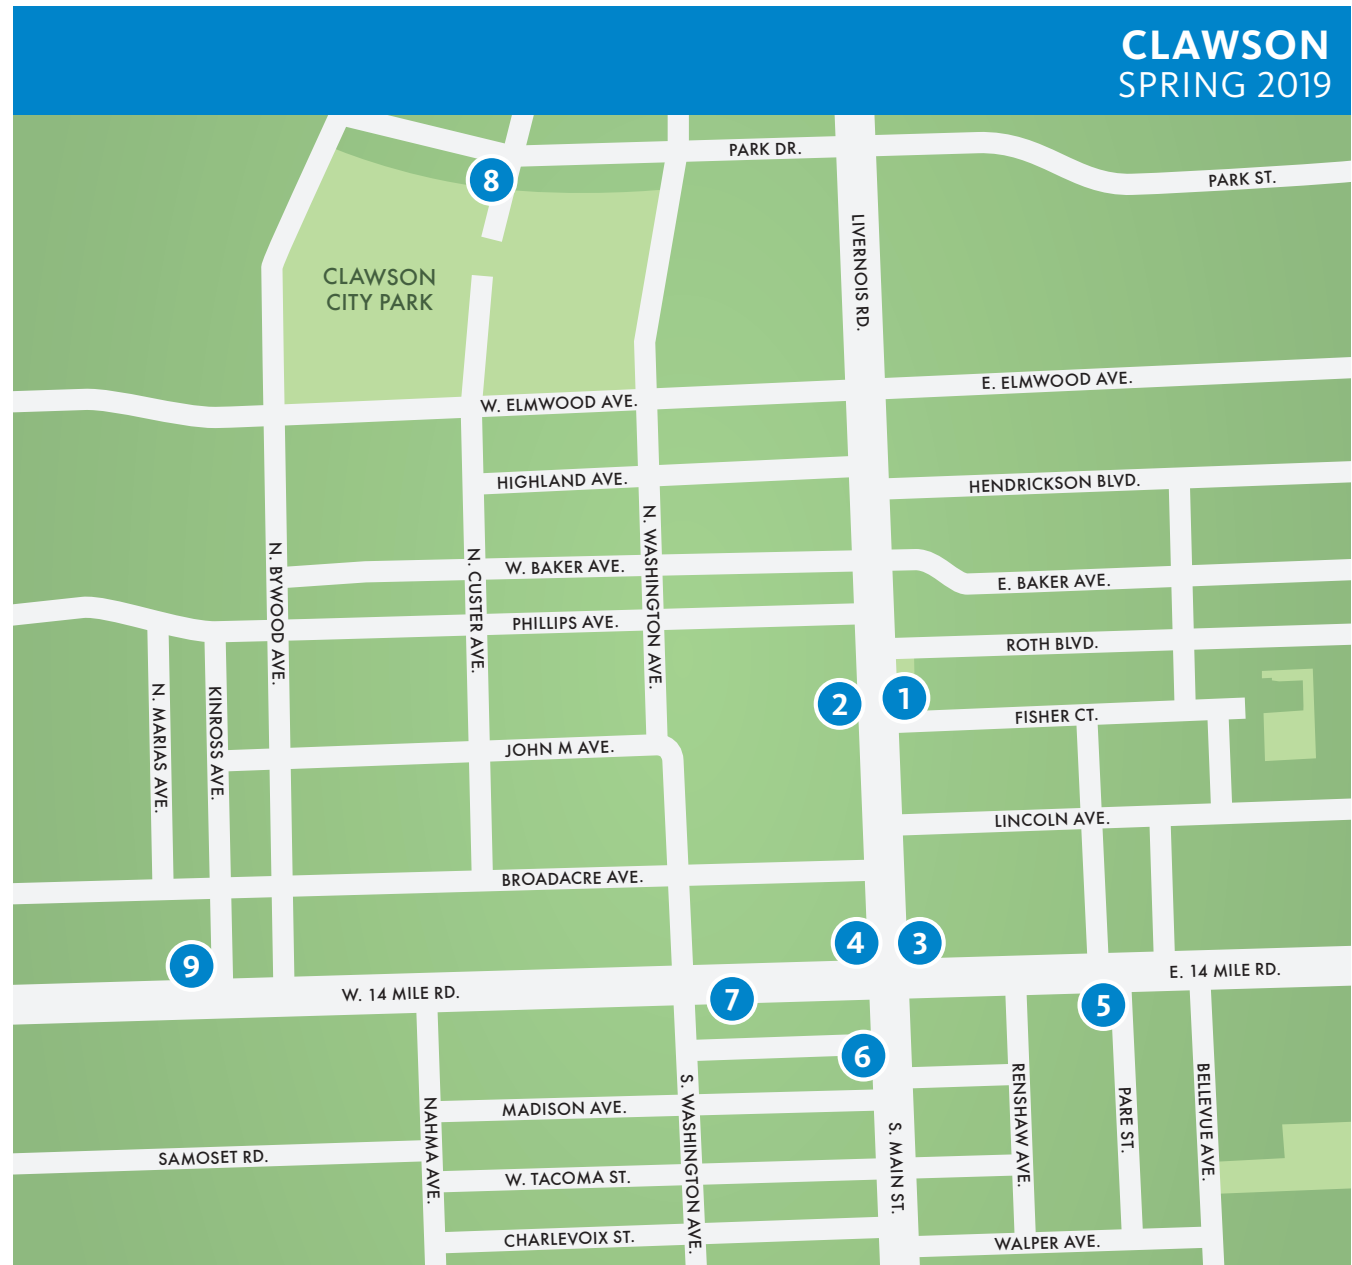 CLAWSON
SPRING 2019
PARK DR.
8
PARK ST.
LIVERNOIS RD.
CLAWSON
CITY PARK
E. ELMWOOD AVE.
W. ELMWOOD AVE.
HIGHLAND AVE.
HENDRICKSON BLVD.
N. WASHINGTON AVE.
N. BYWOOD AVE.
N. CUSTER AVE.
W. BAKER AVE.
E. BAKER AVE.
PHILLIPS AVE.
ROTH BLVD.
N. MARIAS AVE.
KINROSS AVE.
2
1
FISHER CT.
JOHN M AVE.
LINCOLN AVE.
BROADACRE AVE.
4
3
9
E. 14 MILE RD.
W. 14 MILE RD.
7
5
6
S. WASHINGTON AVE.
RENSHAW AVE.
BELLEVUE AVE.
PARE ST.
NAHMA AVE.
MADISON AVE.
S. MAIN ST.
SAMOSET RD.
W. TACOMA ST.
CHARLEVOIX ST.
WALPER AVE.